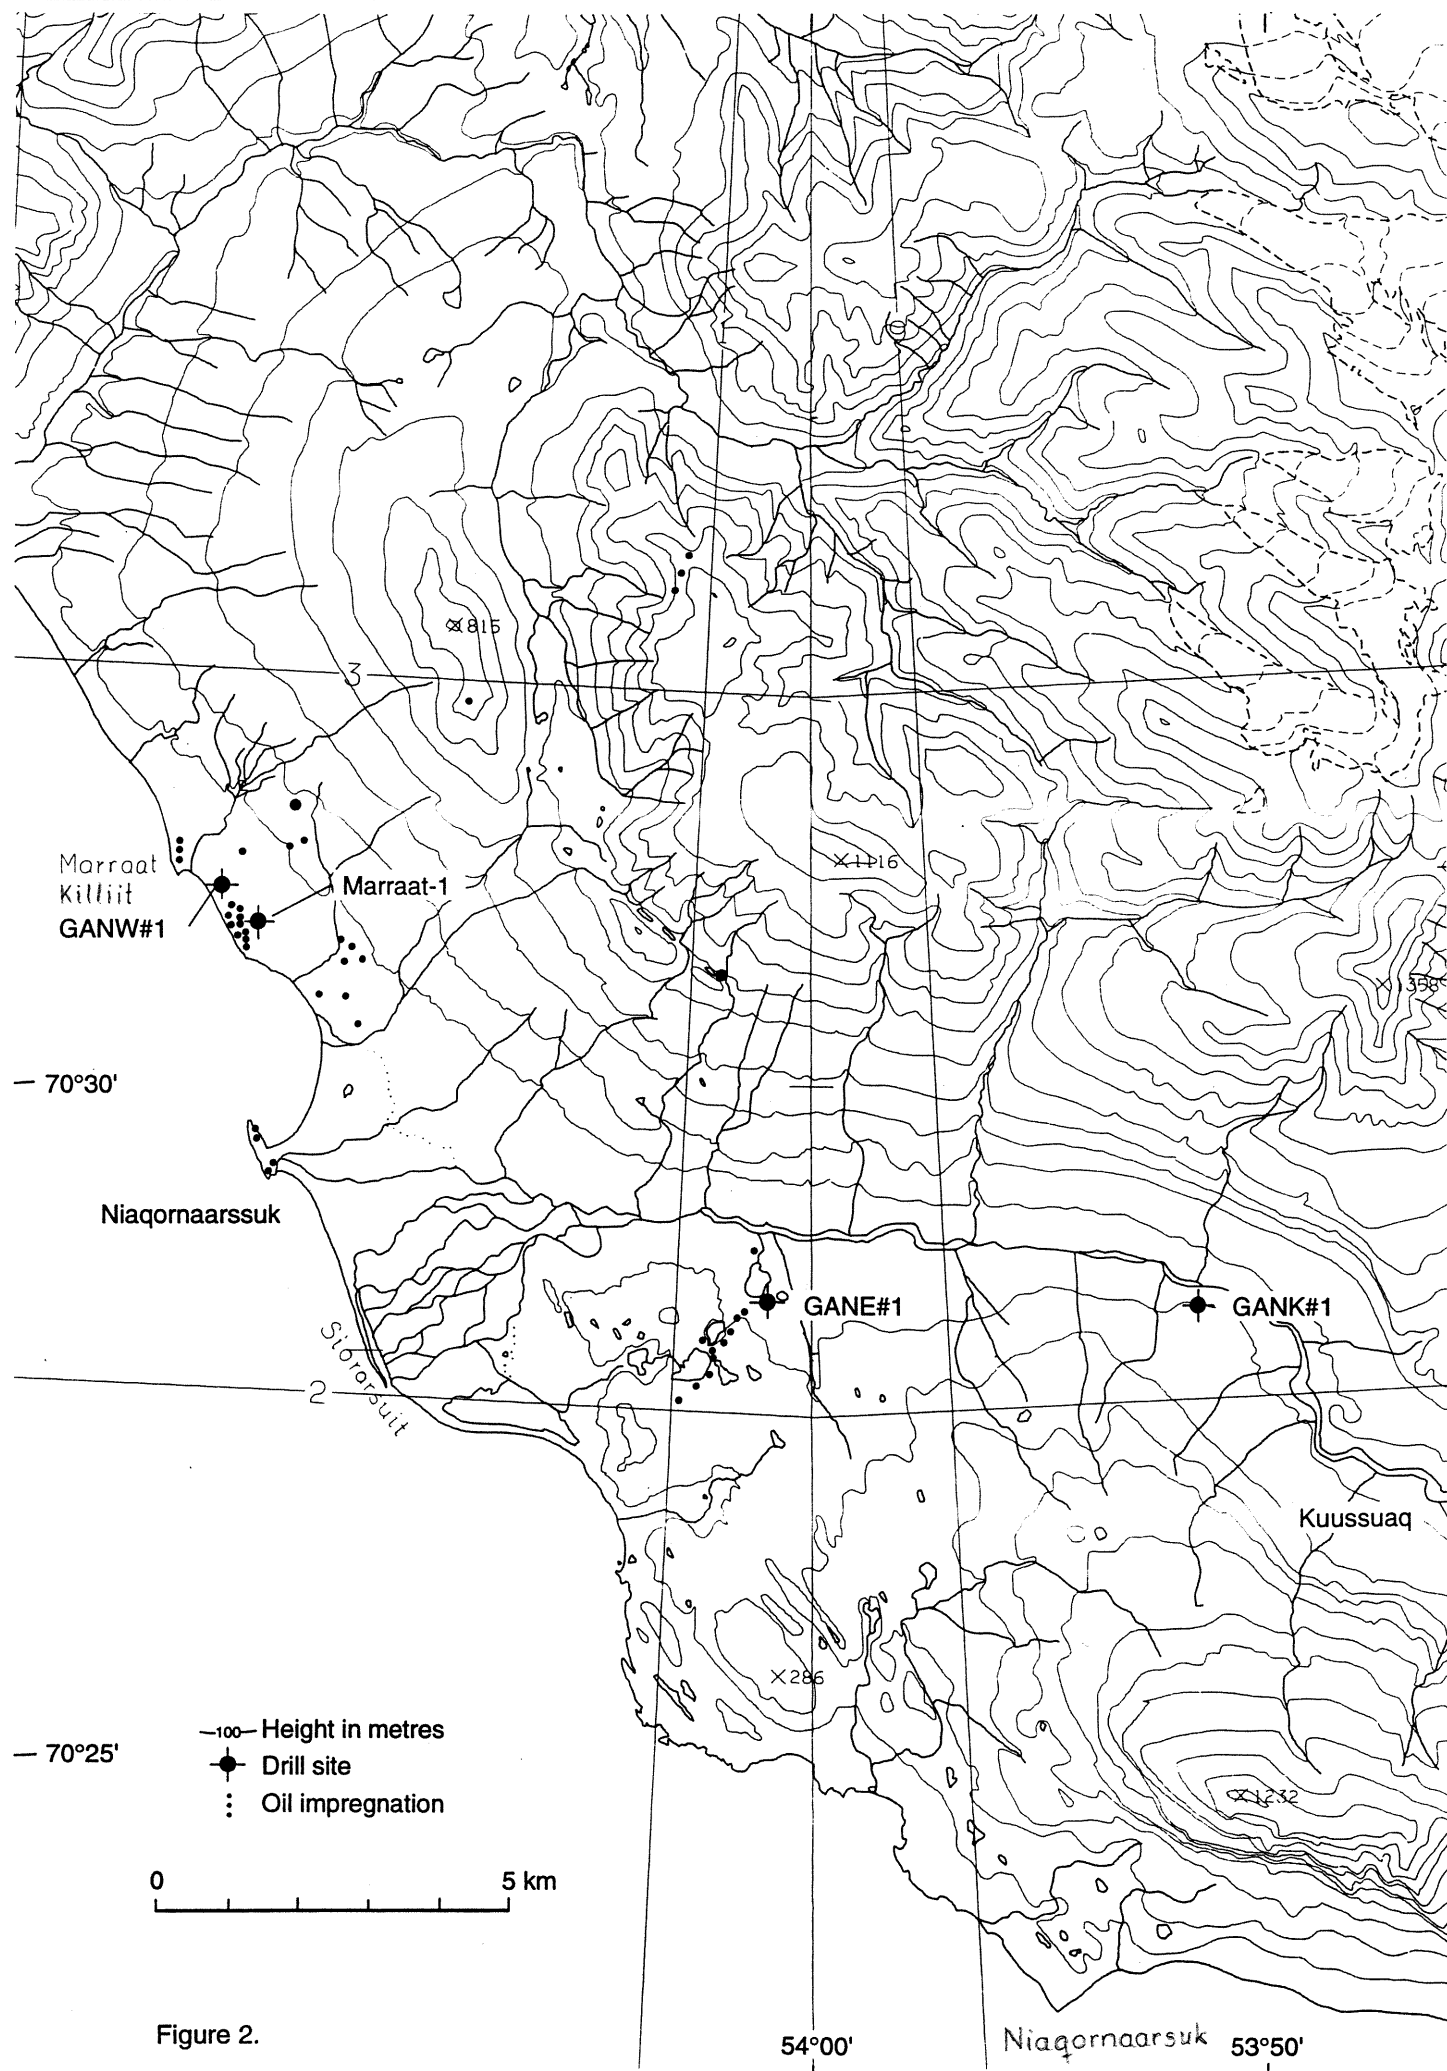 815
3
Marraat
Killiit
GANW#1
Marraat-1
1116
1358
70°30'
Niaqornaarssuk
GANE#1
GANK#1
Siorarsuit
2
Kuussuaq
286
—100— Height in metres
70°25'
Drill site
Oil impregnation
1232
0 5 km
Figure 2.
54°00'
Niaqornaarsuk
53°50'